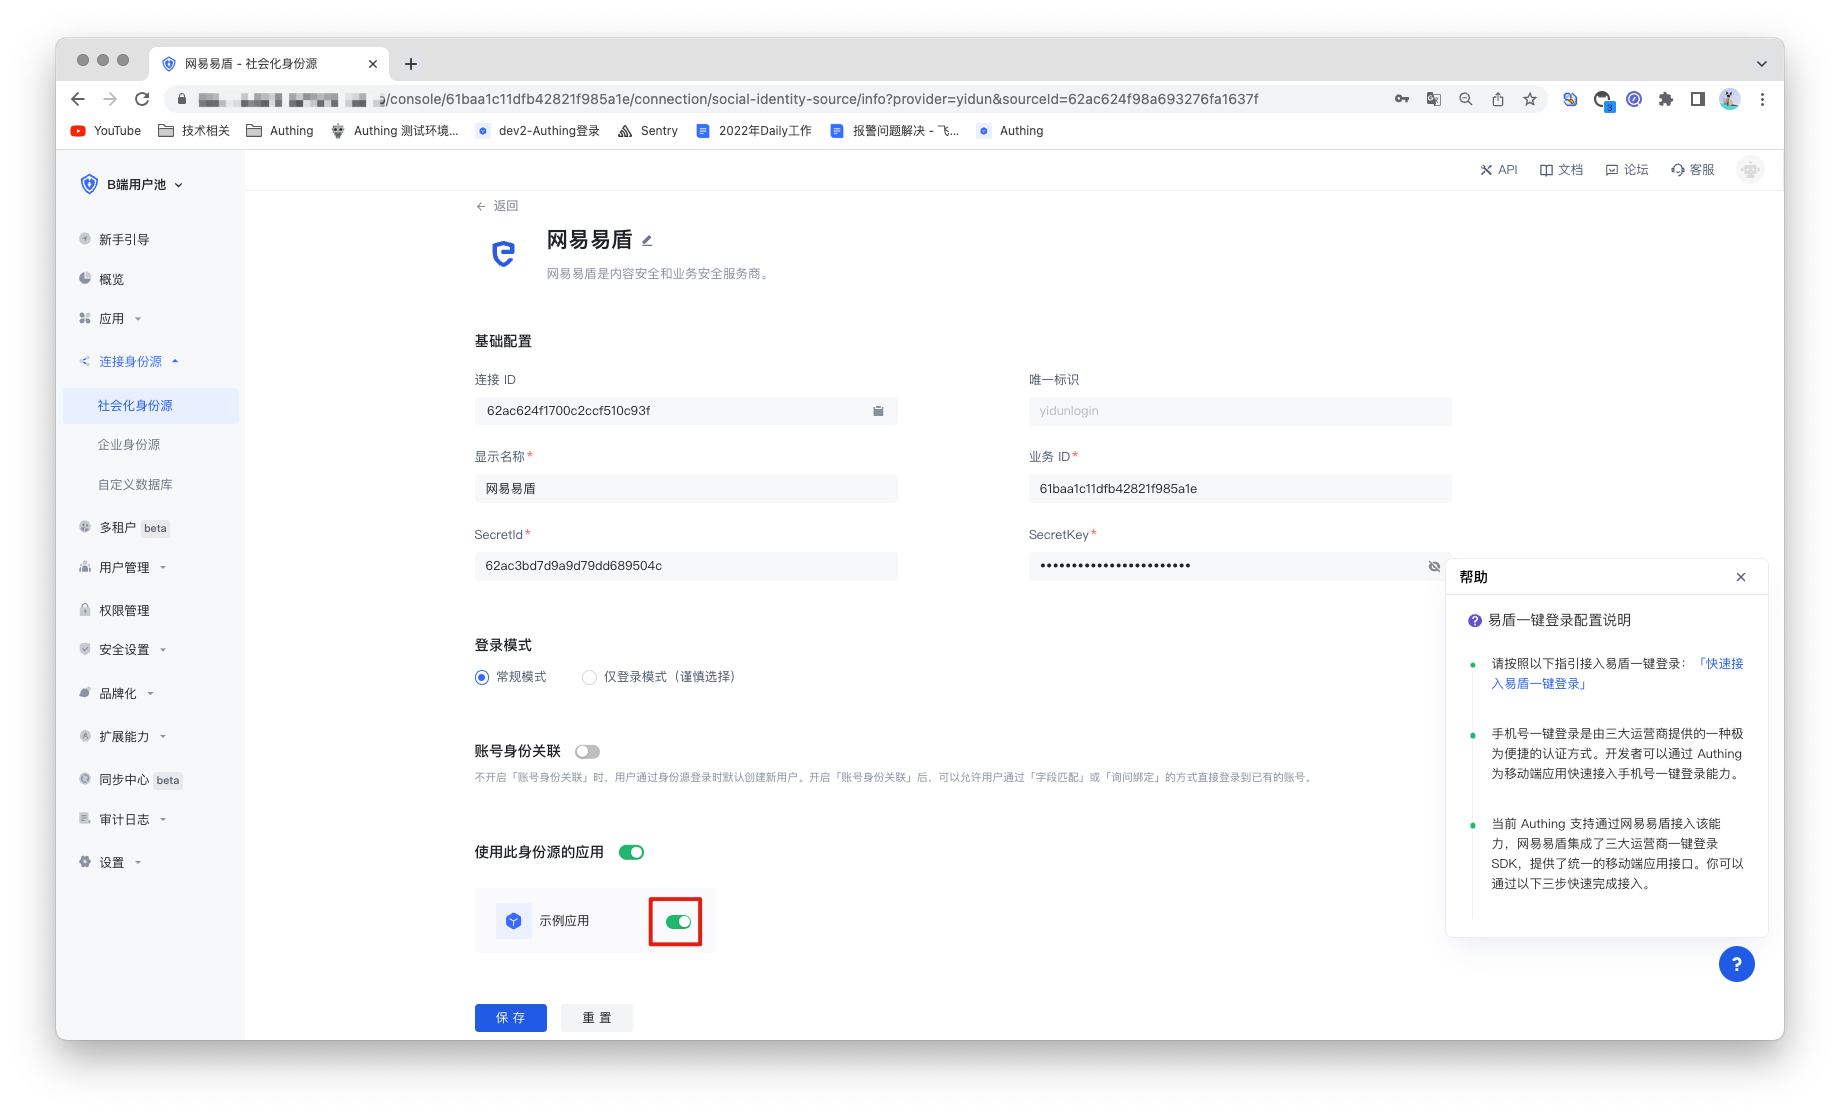 网易易盾 - 社会化身份源
/console/61baa1c11dfb42821f985a1e/connection/social-identity-source/info?provider=yidun&sourceId=62ac624f98a693276fa1637f
3
YouTube 技术相关 Authing Authing 测试环境... dev2-Authing登录 Sentry 2022年Daily工作 报警问题解决 - 飞... Authing
B端用户池
API 文档 论坛 客服
新手引导
概览
应用
连接身份源
社会化身份源
企业身份源
自定义数据库
多租户 beta
用户管理
权限管理
安全设置
品牌化
扩展能力
同步中心 beta
审计日志
设置
返回
网易易盾
网易易盾是内容安全和业务安全服务商。
基础配置
连接 ID
62ac624f1700c2ccf510c93f
唯一标识
yidunlogin
显示名称*
网易易盾
业务 ID*
61baa1c11dfb42821f985a1e
SecretId*
62ac3bd7d9a9d79dd689504c
SecretKey*
••••••••••••••••••••••••
登录模式
常规模式 仅登录模式（谨慎选择）
账号身份关联
不开启「账号身份关联」时，用户通过身份源登录时默认创建新用户。开启「账号身份关联」后，可以允许用户通过「字段匹配」或「询问绑定」的方式直接登录到已有的账号。
使用此身份源的应用
示例应用
保 存 重 置
帮助
? 易盾一键登录配置说明
请按照以下指引接入易盾一键登录：「快速接
入易盾一键登录」
手机号一键登录是由三大运营商提供的一种极
为便捷的认证方式。开发者可以通过 Authing
为移动端应用快速接入手机号一键登录能力。
当前 Authing 支持通过网易易盾接入该能
力，网易易盾集成了三大运营商一键登录
SDK，提供了统一的移动端应用接口。你可以
通过以下三步快速完成接入。
?